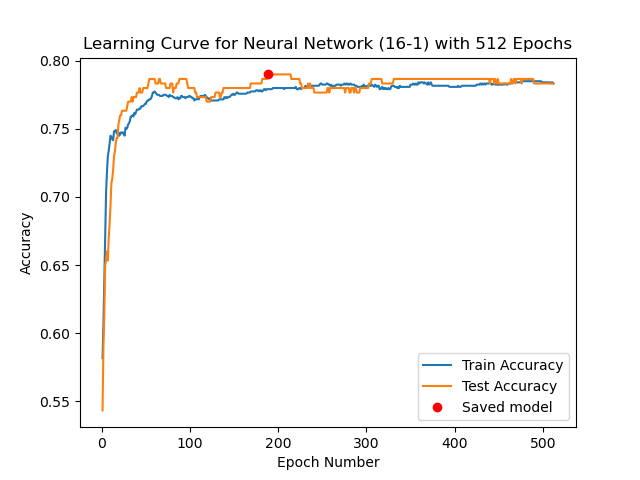 Learning Curve for Neural Network (16-1) with 512 Epochs
0.80
0.75
0.70
0.65
0.60
0.55
Accuracy
0
100
200
300
400
500
Epoch Number
Train Accuracy
Test Accuracy
Saved model